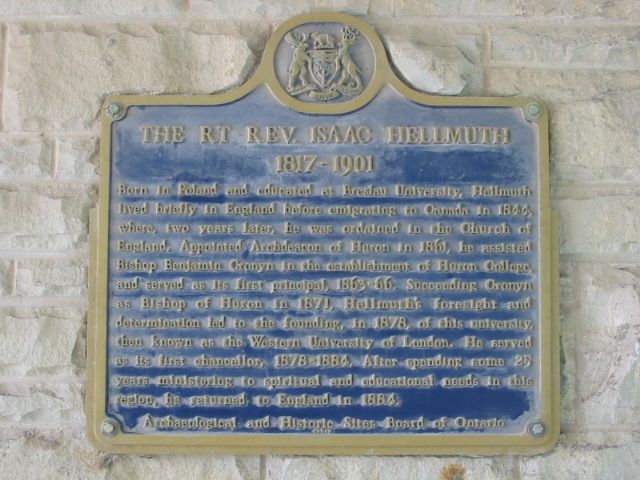 THE RT REV. ISAAC HELLMUTH
1817-1901
Born in Poland and educated at Breslau University, Hellmuth
lived briefly in England before emigrating to Canada in 1844,
where, two years later, he was ordained in the Church of
England. Appointed Archdeacon of Huron in 1861, he assisted
Bishop Benjamin Cronyn in the establishment of Huron College,
and served as its first principal, 1863-66. Succeeding Cronyn
as Bishop of Huron in 1871, Hellmuth's foresight and
determination led to the founding, in 1878, of this university,
then known as the Western University of London. He served
as its first chancellor, 1878-1884. After spending some 25
years ministering to spiritual and educational needs in this
region, he returned to England in 1884.
Archaeological and Historic Sites Board of Ontario